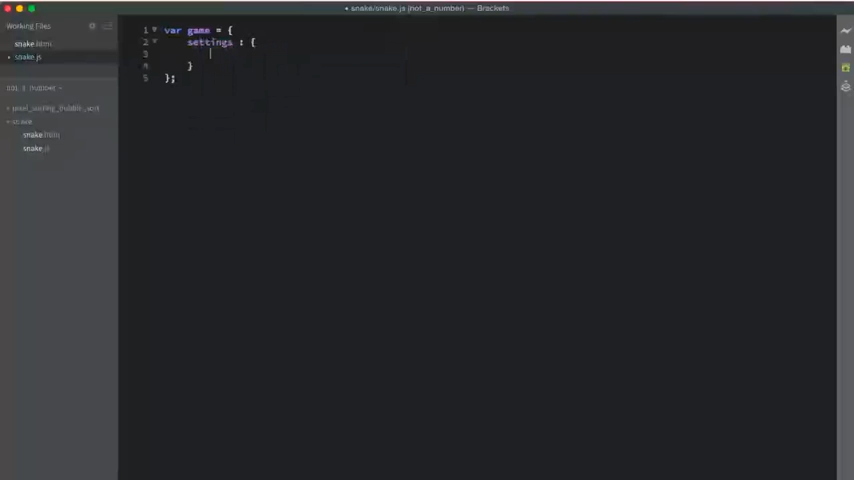 • snake/snake.js (not_a_number) — Brackets
Working Files
snake.html
• snake.js
snake
snake.html
snake.js
1 var game = {
2 settings : {
3
4 }
5 };